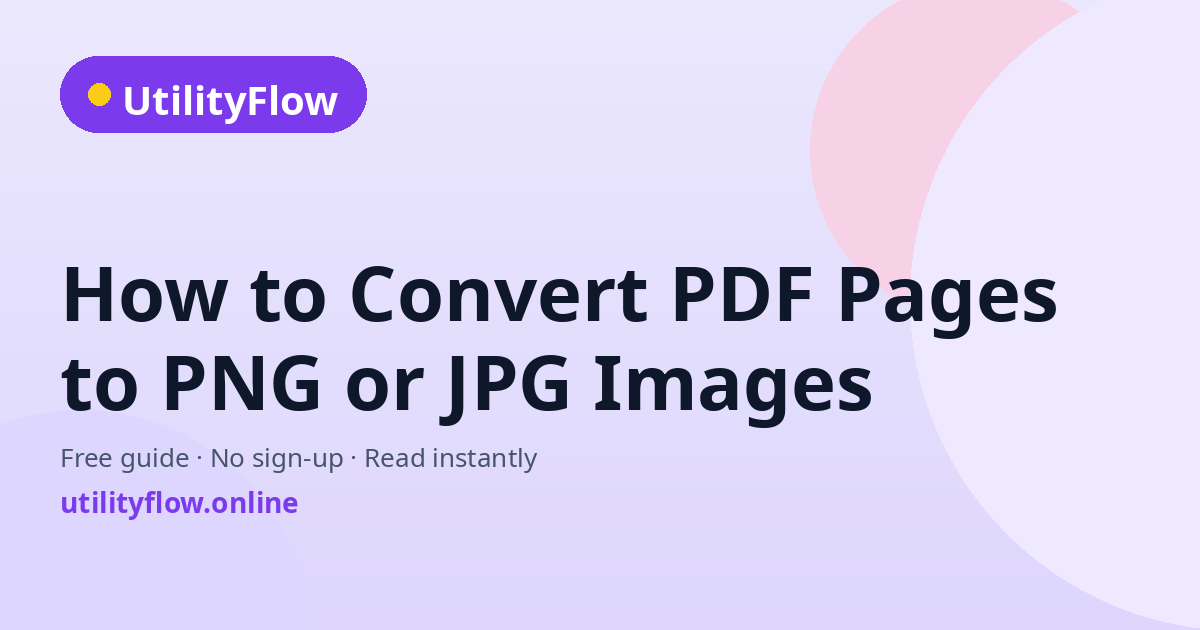 UtilityFlow
How to Convert PDF Pages
to PNG or JPG Images
Free guide · No sign-up · Read instantly
utilityflow.online